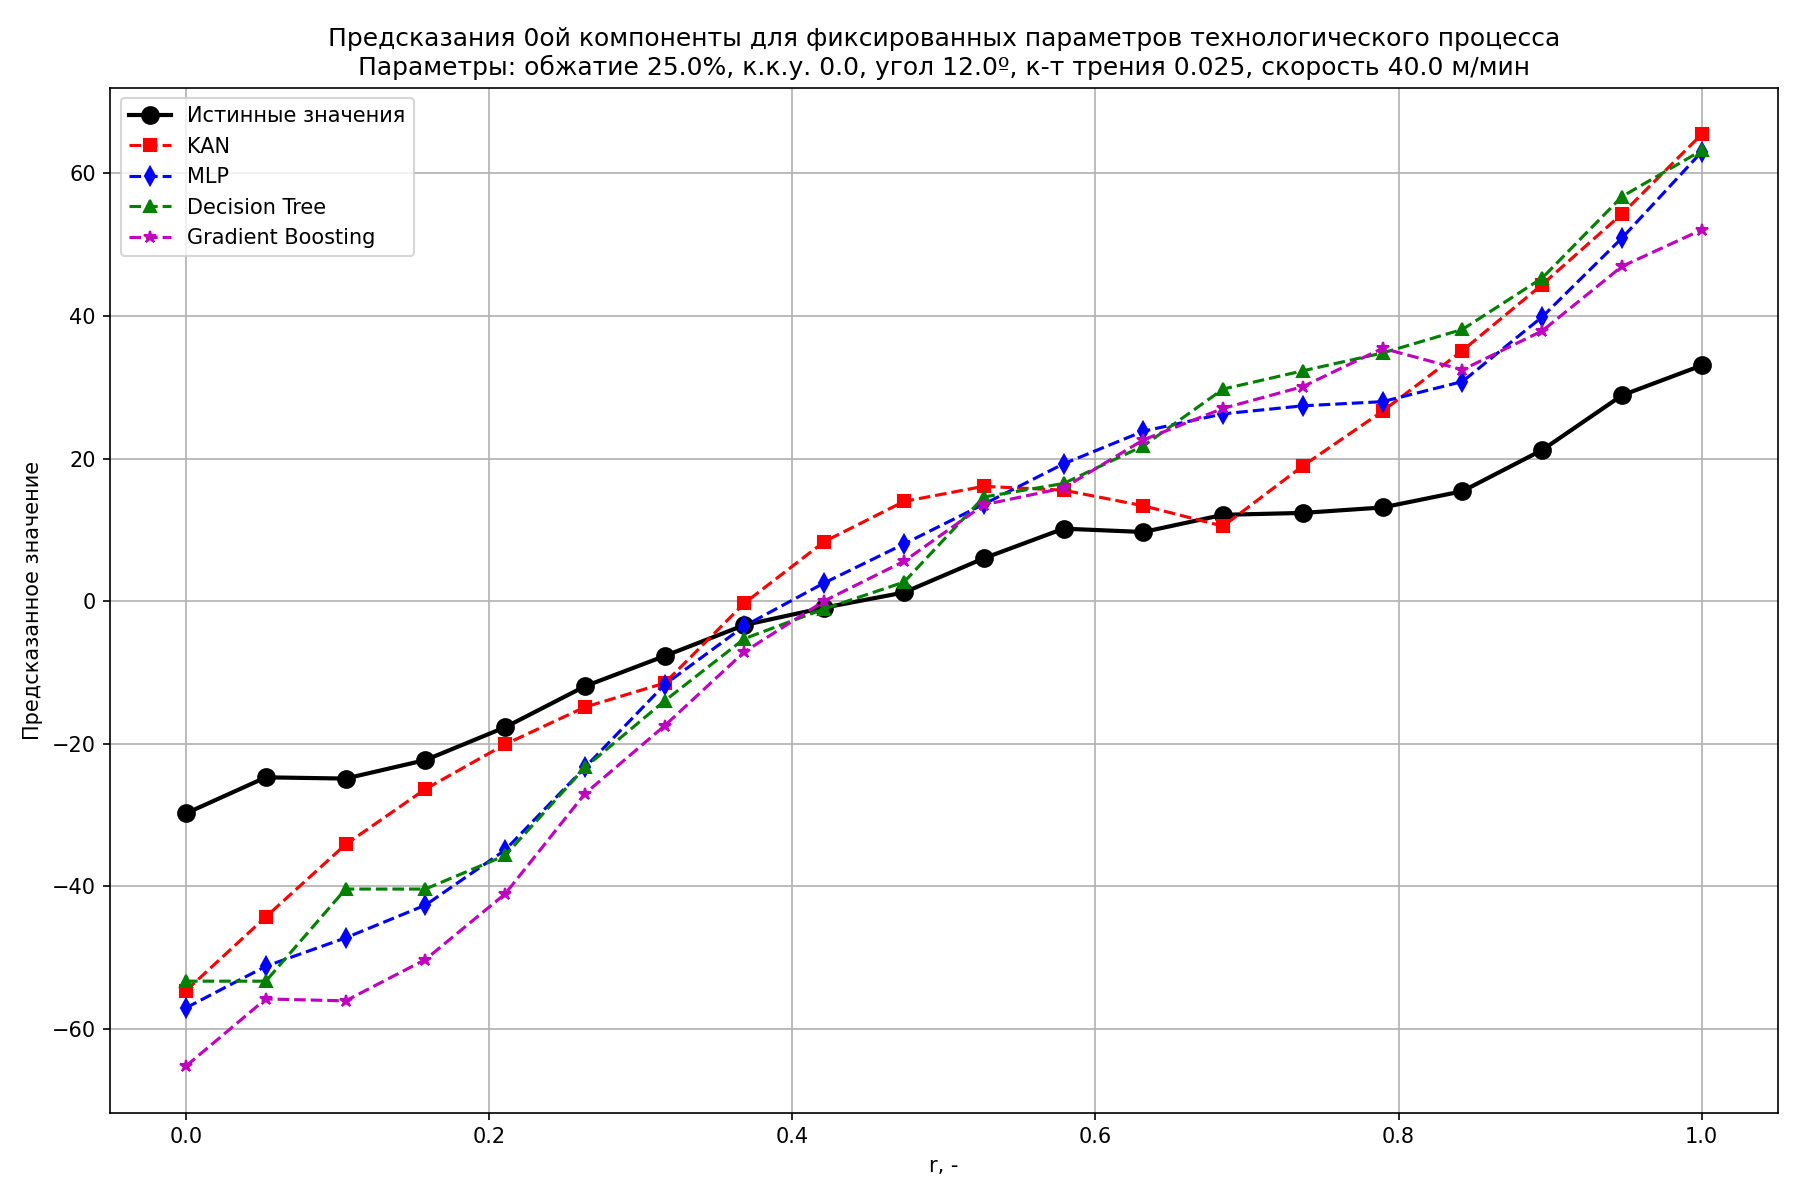 Предсказания 0ой компоненты для фиксированных параметров технологического процесса
Параметры: обжатие 25.0%, к.к.у. 0.0, угол 12.0º, к-т трения 0.025, скорость 40.0 м/мин
Истинные значения
KAN
MLP
Decision Tree
Gradient Boosting
Предсказанное значение
60
40
20
0
−20
−40
−60
0.0
0.2
0.4
0.6
0.8
1.0
r, -